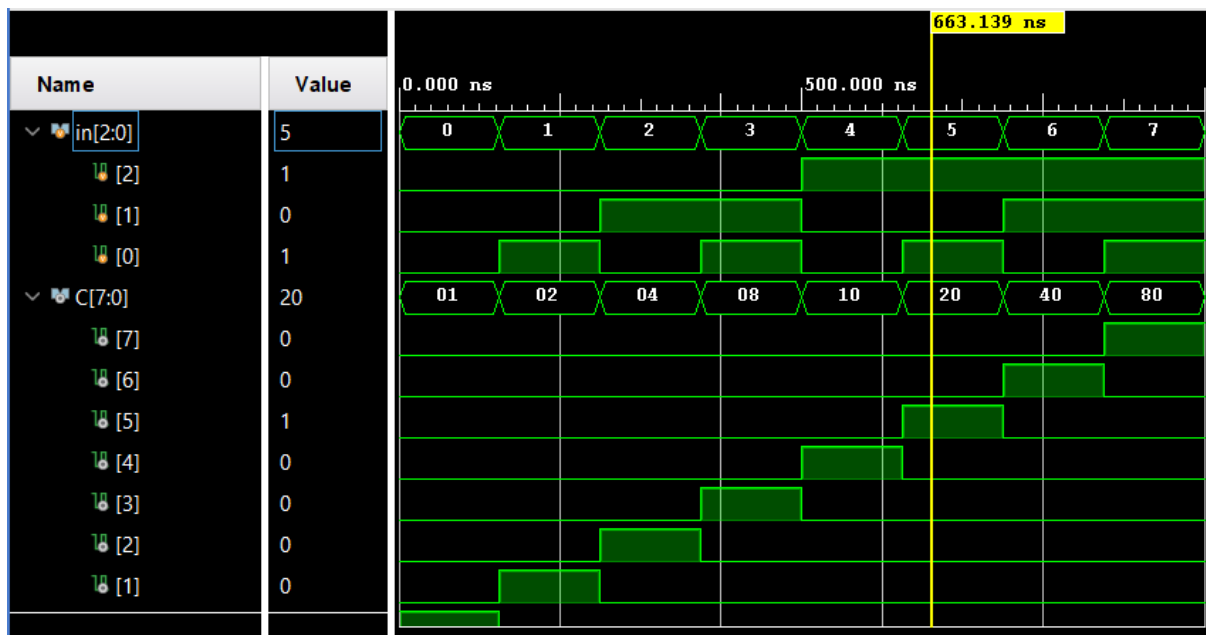 663.139 ns
Name Value 0.000 ns 500.000 ns
in[2:0] 5 0 1 2 3 4 5 6 7
[2] 1
[1] 0
[0] 1
C[7:0] 20 01 02 04 08 10 20 40 80
[7] 0
[6] 0
[5] 1
[4] 0
[3] 0
[2] 0
[1] 0